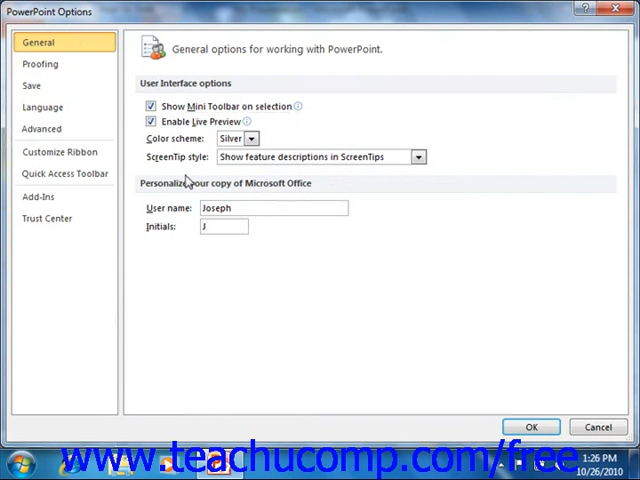 PowerPoint Options
General
Proofing
Save
Language
Advanced
Customize Ribbon
Quick Access Toolbar
Add-Ins
Trust Center
General options for working with PowerPoint.
User Interface options
Show Mini Toolbar on selection
Enable Live Preview
Color scheme: Silver
ScreenTip style: Show feature descriptions in ScreenTips
Personalize your copy of Microsoft Office
User name: Joseph
Initials: J
OK Cancel
www.teachucomp.com/free
1:26 PM
10/26/2010